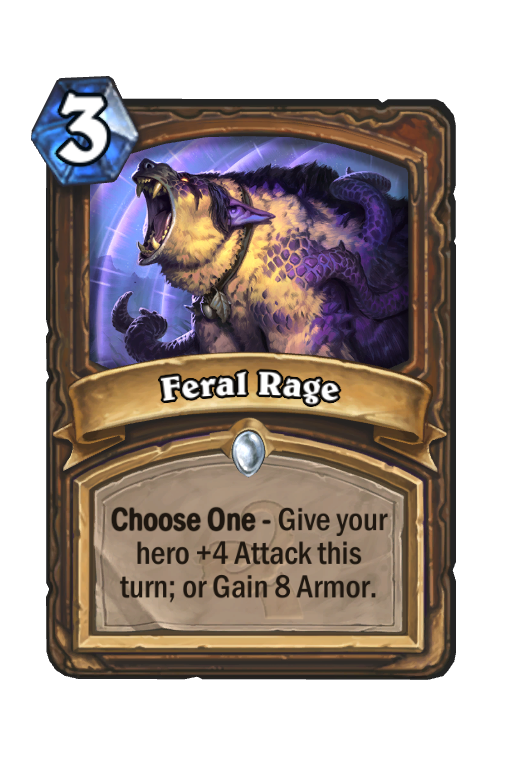 3
Feral Rage
Choose One - Give your
hero +4 Attack this
turn; or Gain 8 Armor.